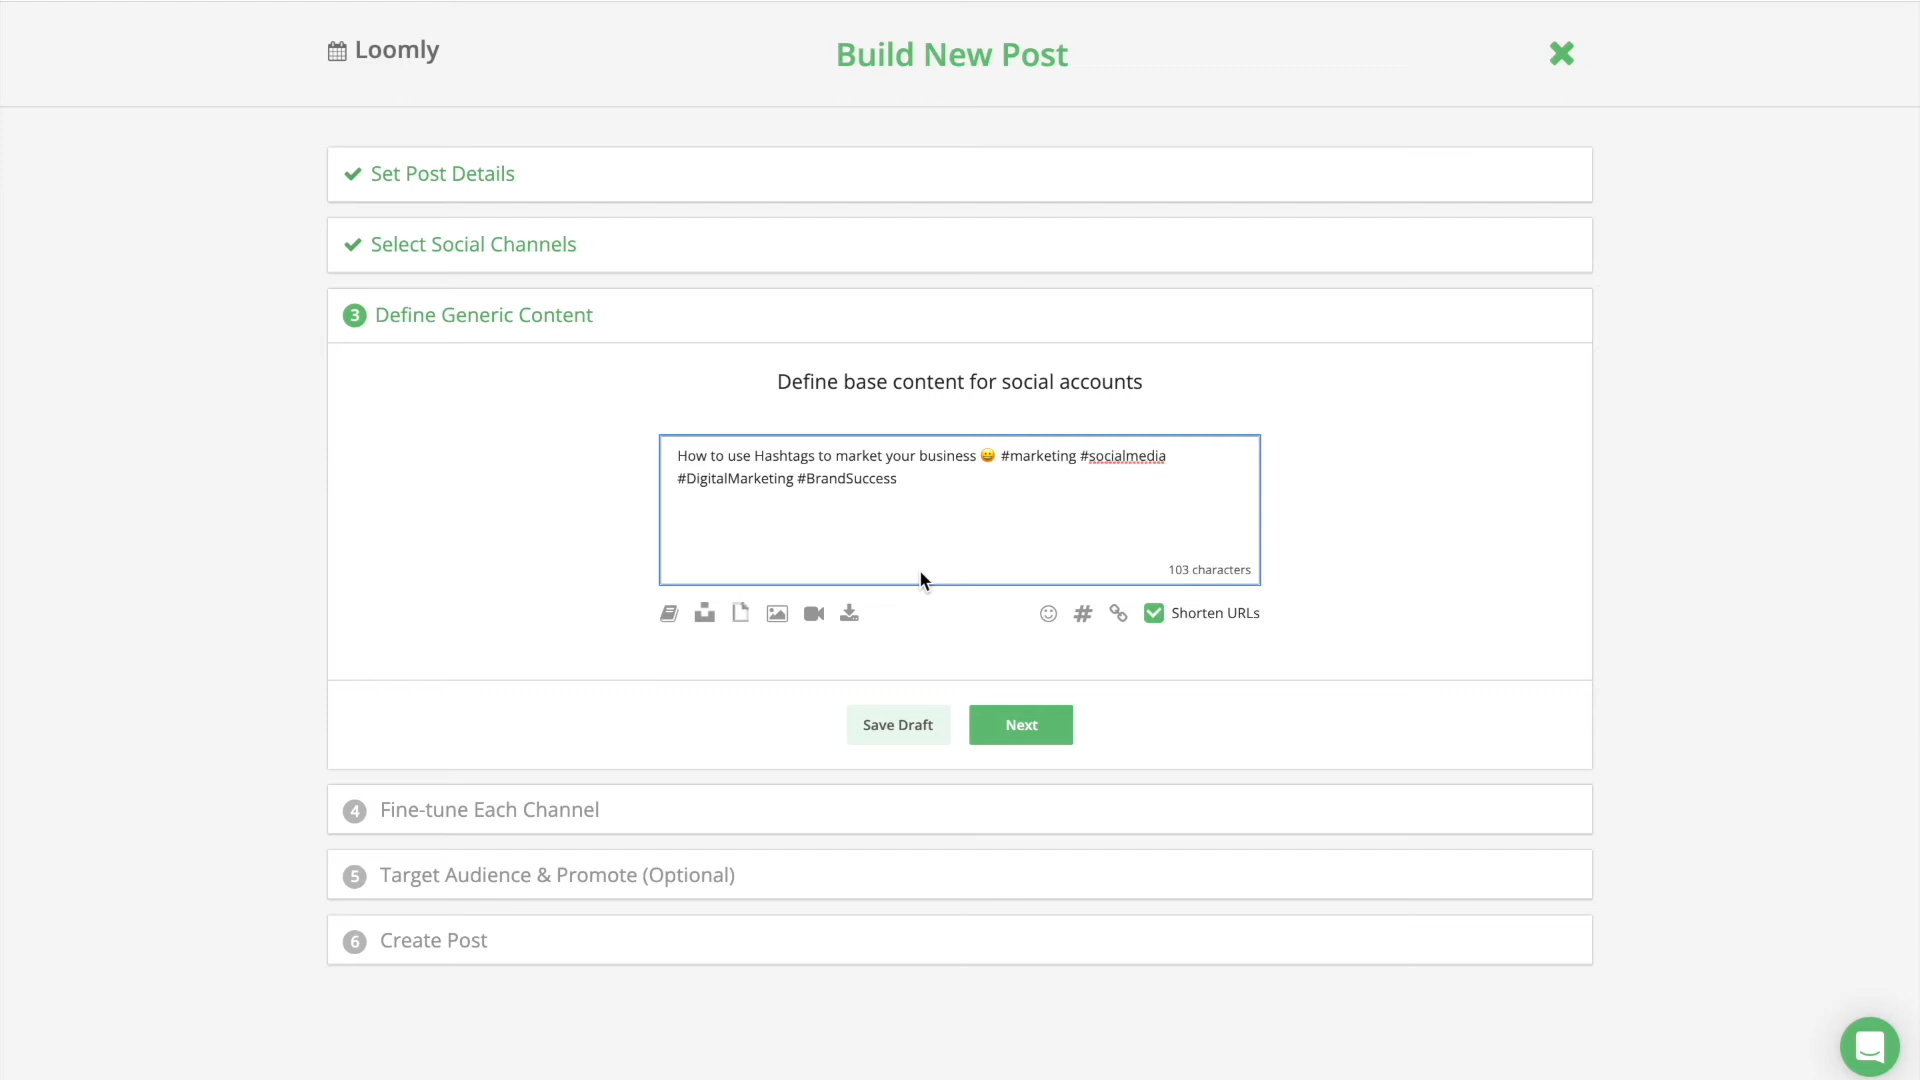 Loomly
Build New Post
Set Post Details
Select Social Channels
3 Define Generic Content
Define base content for social accounts
How to use Hashtags to market your business 😀 #marketing #socialmedia
#DigitalMarketing #BrandSuccess
103 characters
Shorten URLs
Save Draft
Next
4 Fine-tune Each Channel
5 Target Audience & Promote (Optional)
6 Create Post